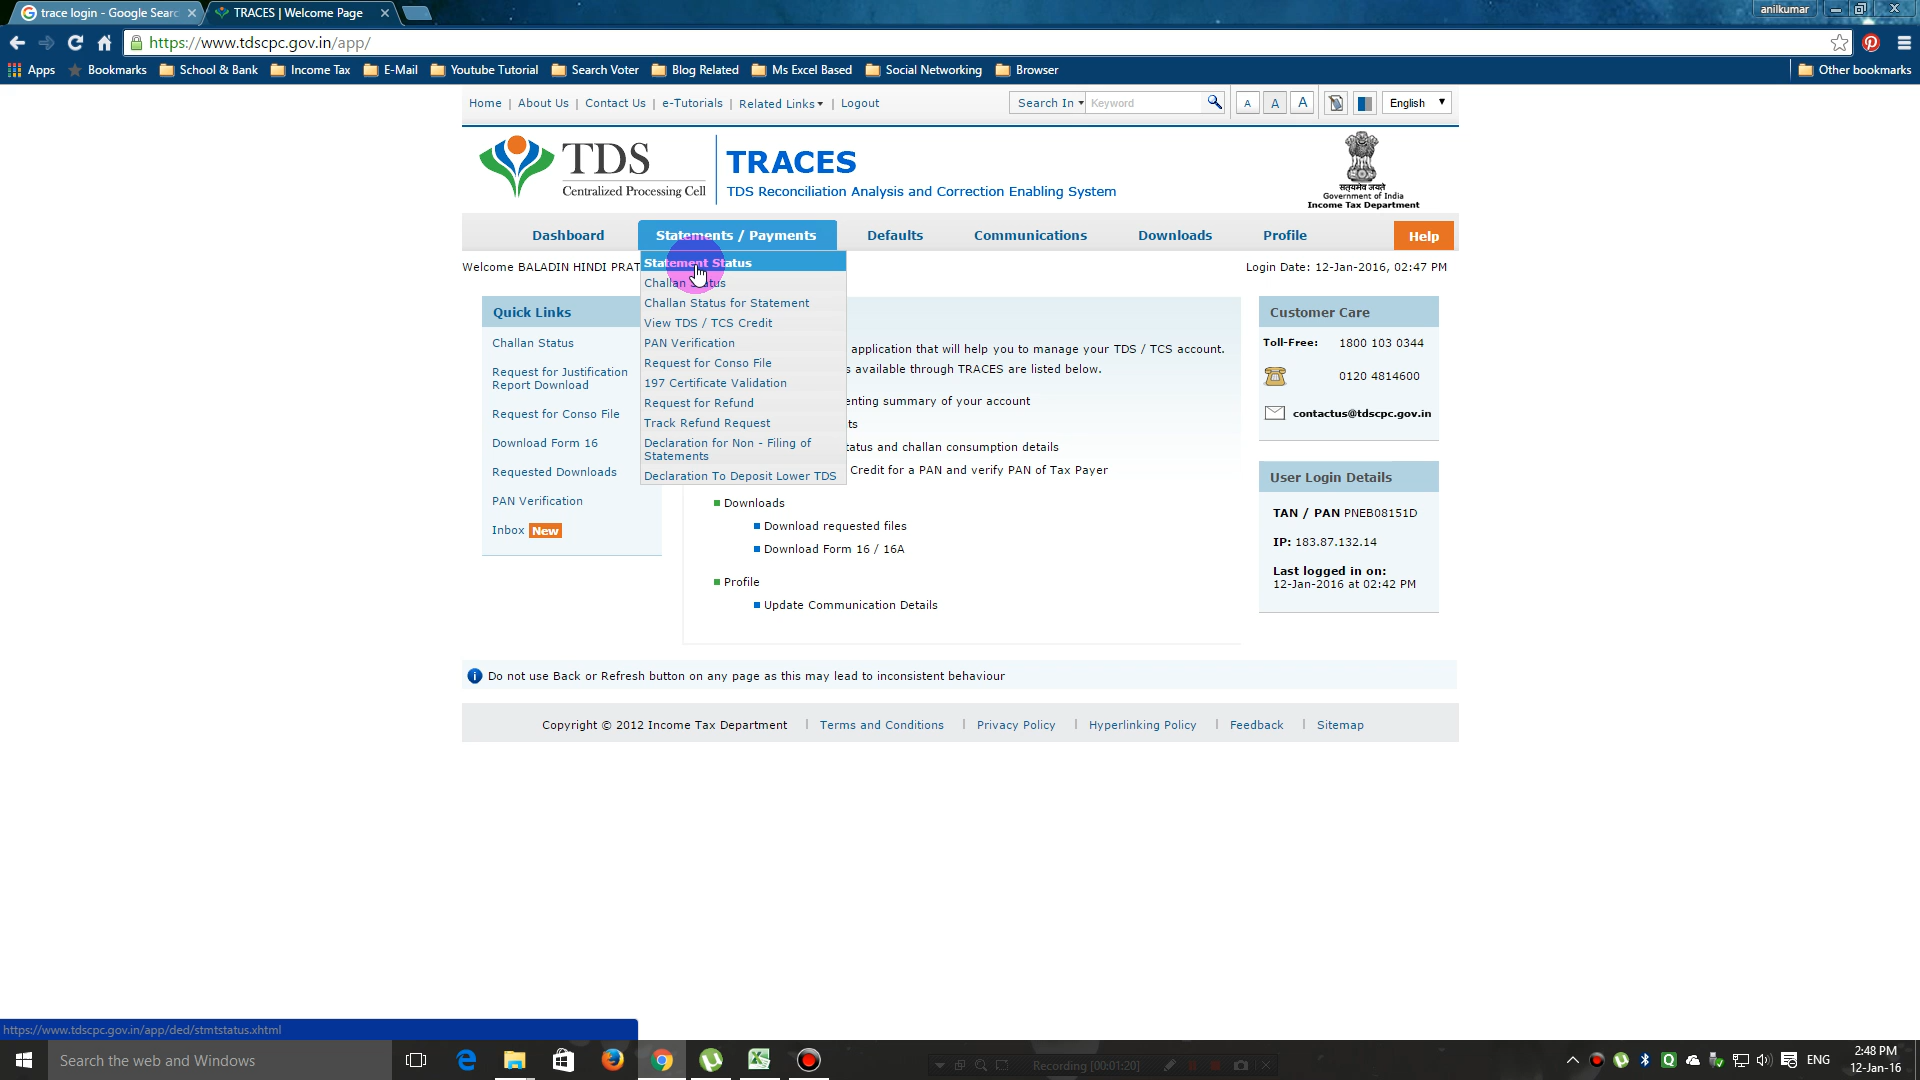 trace login - Google Searc
TRACES | Welcome Page
anilkumar
https://www.tdscpc.gov.in/app/
Apps
Bookmarks
School & Bank
Income Tax
E-Mail
Youtube Tutorial
Search Voter
Blog Related
Ms Excel Based
Social Networking
Browser
Other bookmarks
Home | About Us | Contact Us | e-Tutorials | Related Links | Logout
Search In
Keyword
A A A
English
TDS
Centralized Processing Cell
TRACES
TDS Reconciliation Analysis and Correction Enabling System
सत्यमेव जयते
Government of India
Income Tax Department
Dashboard
Statements / Payments
Defaults
Communications
Downloads
Profile
Help
Welcome BALADIN HINDI PRAT
Login Date: 12-Jan-2016, 02:47 PM
Statement Status
Challan Status
Challan Status for Statement
View TDS / TCS Credit
PAN Verification
Request for Conso File
197 Certificate Validation
Request for Refund
Track Refund Request
Declaration for Non - Filing of
Statements
Declaration To Deposit Lower TDS
Quick Links
Challan Status
Request for Justification
Report Download
Request for Conso File
Download Form 16
Requested Downloads
PAN Verification
Inbox New
application that will help you to manage your TDS / TCS account.
s available through TRACES are listed below.
enting summary of your account
ts
tatus and challan consumption details
Credit for a PAN and verify PAN of Tax Payer
Downloads
Download requested files
Download Form 16 / 16A
Profile
Update Communication Details
Customer Care
Toll-Free: 1800 103 0344
0120 4814600
contactus@tdscpc.gov.in
User Login Details
TAN / PAN PNEB08151D
IP: 183.87.132.14
Last logged in on:
12-Jan-2016 at 02:42 PM
Do not use Back or Refresh button on any page as this may lead to inconsistent behaviour
Copyright © 2012 Income Tax Department | Terms and Conditions | Privacy Policy | Hyperlinking Policy | Feedback | Sitemap
https://www.tdscpc.gov.in/app/ded/stmtstatus.xhtml
Search the web and Windows
Recording [00:01:20]
ENG
2:48 PM
12-Jan-16